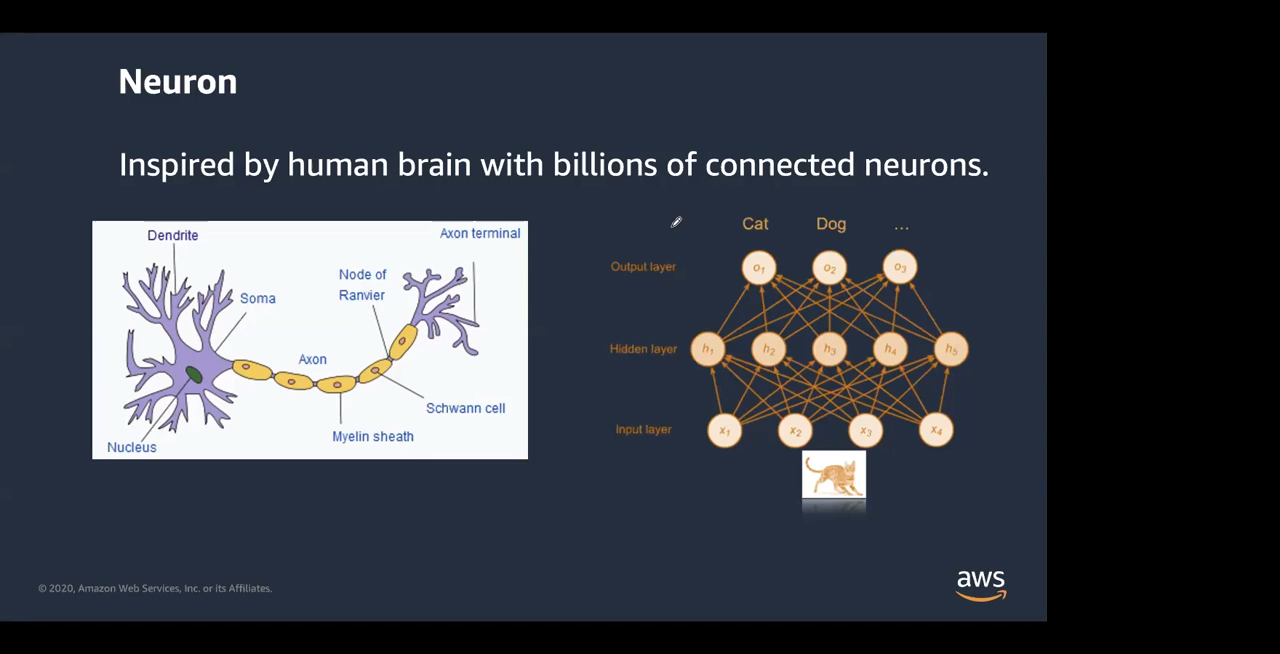 Neuron
Inspired by human brain with billions of connected neurons.
Dendrite
Axon terminal
Node of
Ranvier
Soma
Axon
Schwann cell
Myelin sheath
Nucleus
Cat Dog ...
Output layer o1 o2 o3
Hidden layer h1 h2 h3 h4 h5
Input layer x1 x2 x3 x4
© 2020, Amazon Web Services, Inc. or its Affiliates.
aws